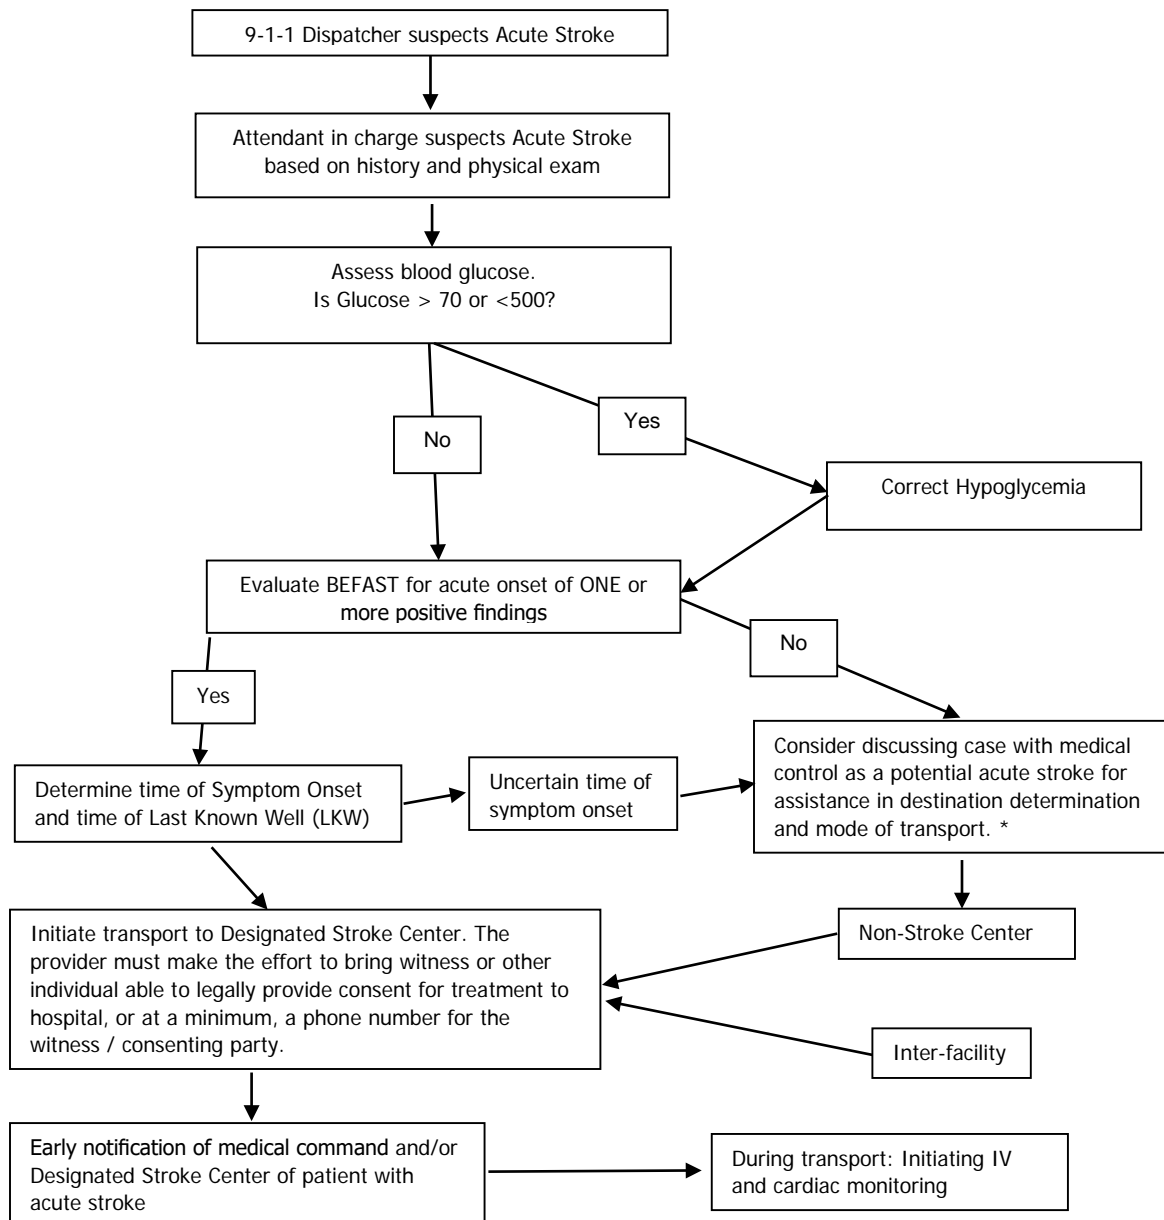 9-1-1 Dispatcher suspects Acute Stroke
Attendant in charge suspects Acute Stroke
based on history and physical exam
Assess blood glucose.
Is Glucose > 70 or <500?
No
Yes
Correct Hypoglycemia
Evaluate BEFAST for acute onset of ONE or
more positive findings
No
Yes
Determine time of Symptom Onset
and time of Last Known Well (LKW)
Uncertain time of
symptom onset
Consider discussing case with medical
control as a potential acute stroke for
assistance in destination determination
and mode of transport. *
Initiate transport to Designated Stroke Center. The
provider must make the effort to bring witness or other
individual able to legally provide consent for treatment to
hospital, or at a minimum, a phone number for the
witness / consenting party.
Non-Stroke Center
Inter-facility
Early notification of medical command and/or
Designated Stroke Center of patient with
acute stroke
During transport: Initiating IV
and cardiac monitoring